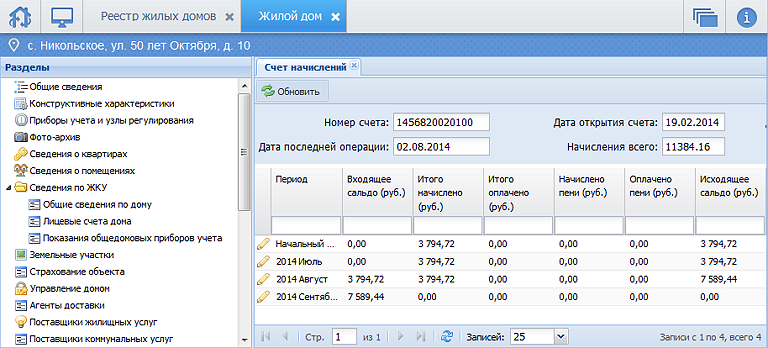 Реестр жилых домов
Жилой дом
с. Никольское, ул. 50 лет Октября, д. 10
Разделы
Общие сведения
Конструктивные характеристики
Приборы учета и узлы регулирования
Фото-архив
Сведения о квартирах
Сведения о помещениях
Сведения по ЖКУ
Общие сведения по дому
Лицевые счета дома
Показания общедомовых приборов учета
Земельные участки
Страхование объекта
Управление домом
Агенты доставки
Поставщики жилищных услуг
Поставщики коммунальных услуг
Счет начислений
Обновить
Номер счета: 1456820020100 Дата открытия счета: 19.02.2014
Дата последней операции: 02.08.2014 Начисления всего: 11384.16
Период Входящее Итого Итого Начислено Оплачено Исходящее
сальдо (руб.) начислено оплачено пени (руб.) пени (руб.) сальдо (руб.)
(руб.) (руб.)
Начальный ... 0,00 3 794,72 0,00 0,00 0,00 3 794,72
2014 Июль 0,00 3 794,72 0,00 0,00 0,00 3 794,72
2014 Август 3 794,72 3 794,72 0,00 0,00 0,00 7 589,44
2014 Сентяб... 7 589,44 0,00 0,00 0,00 0,00 0,00
Стр. 1 из 1 Записей: 25 Записи с 1 по 4, всего 4